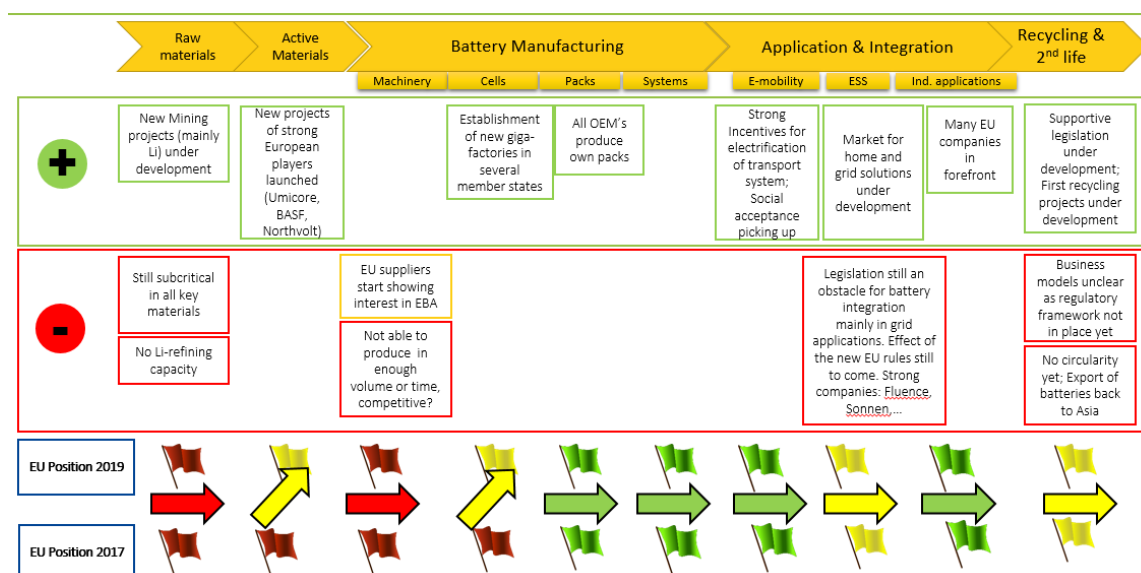 Raw
materials
Active
Materials
Battery Manufacturing
Application & Integration
Recycling &
2nd life
Machinery
Cells
Packs
Systems
E-mobility
ESS
Ind. applications
+
New Mining
projects (mainly
Li) under
development
New projects
of strong
European
players
launched
(Umicore,
BASF,
Northvolt)
Establishment
of new giga-
factories in
several
member states
All OEM's
produce
own packs
Strong
Incentives for
electrification
of transport
system;
Social
acceptance
picking up
Market for
home and
grid solutions
under
development
Many EU
companies
in
forefront
Supportive
legislation
under
development;
First recycling
projects under
development
-
Still subcritical
in all key
materials
No Li-refining
capacity
EU suppliers
start showing
interest in EBA
Not able to
produce in
enough
volume or time,
competitive?
Legislation still an
obstacle for battery
integration
mainly in grid
applications. Effect of
the new EU rules still
to come. Strong
companies: Fluence,
Sonnen,...
Business
models unclear
as regulatory
framework not
in place yet
No circularity
yet; Export of
batteries back
to Asia
EU Position 2019
EU Position 2017